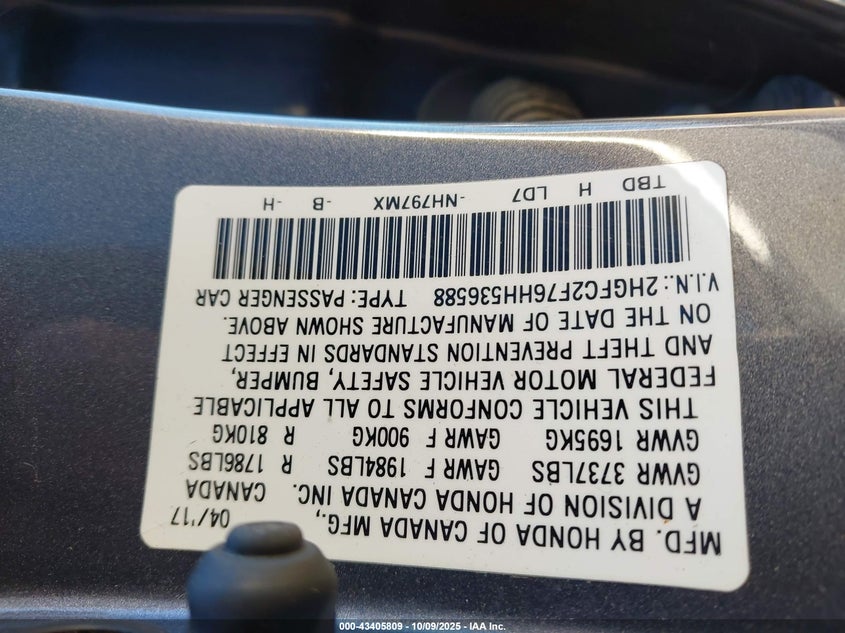 MFD. BY HONDA OF CANADA MFG., 04/'17
A DIVISION OF HONDA CANADA INC. CANADA
GVWR 3737LBS GAWR F 1984LBS R 1786LBS
GVWR 1695KG GAWR F 900KG R 810KG
THIS VEHICLE CONFORMS TO ALL APPLICABLE
FEDERAL MOTOR VEHICLE SAFETY, BUMPER,
AND THEFT PREVENTION STANDARDS IN EFFECT
ON THE DATE OF MANUFACTURE SHOWN ABOVE.
V.I.N.: 2HGFC2F76HH536588 TYPE: PASSENGER CAR
TBD H LD7 -NH797MX -B -H
000-43405809 - 10/09/2025 - IAA Inc.